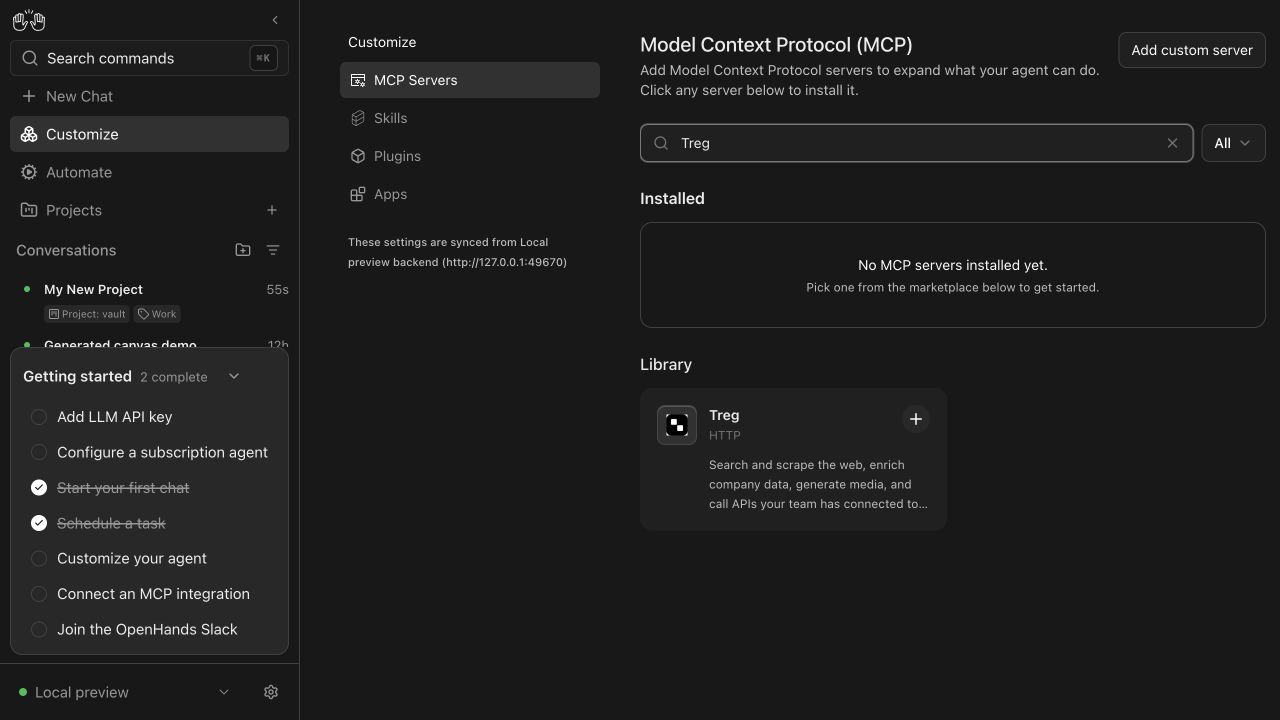 Search commands
⌘K
New Chat
Customize
Automate
Projects
Conversations
My New Project
55s
Project: vault
Work
Generated canvas demo
12h
Getting started
2 complete
Add LLM API key
Configure a subscription agent
Start your first chat
Schedule a task
Customize your agent
Connect an MCP integration
Join the OpenHands Slack
Local preview
Customize
MCP Servers
Skills
Plugins
Apps
These settings are synced from Local
preview backend (http://127.0.0.1:49670)
Model Context Protocol (MCP)
Add Model Context Protocol servers to expand what your agent can do.
Click any server below to install it.
Add custom server
Treg
All
Installed
No MCP servers installed yet.
Pick one from the marketplace below to get started.
Library
Treg
HTTP
Search and scrape the web, enrich
company data, generate media, and
call APIs your team has connected to...